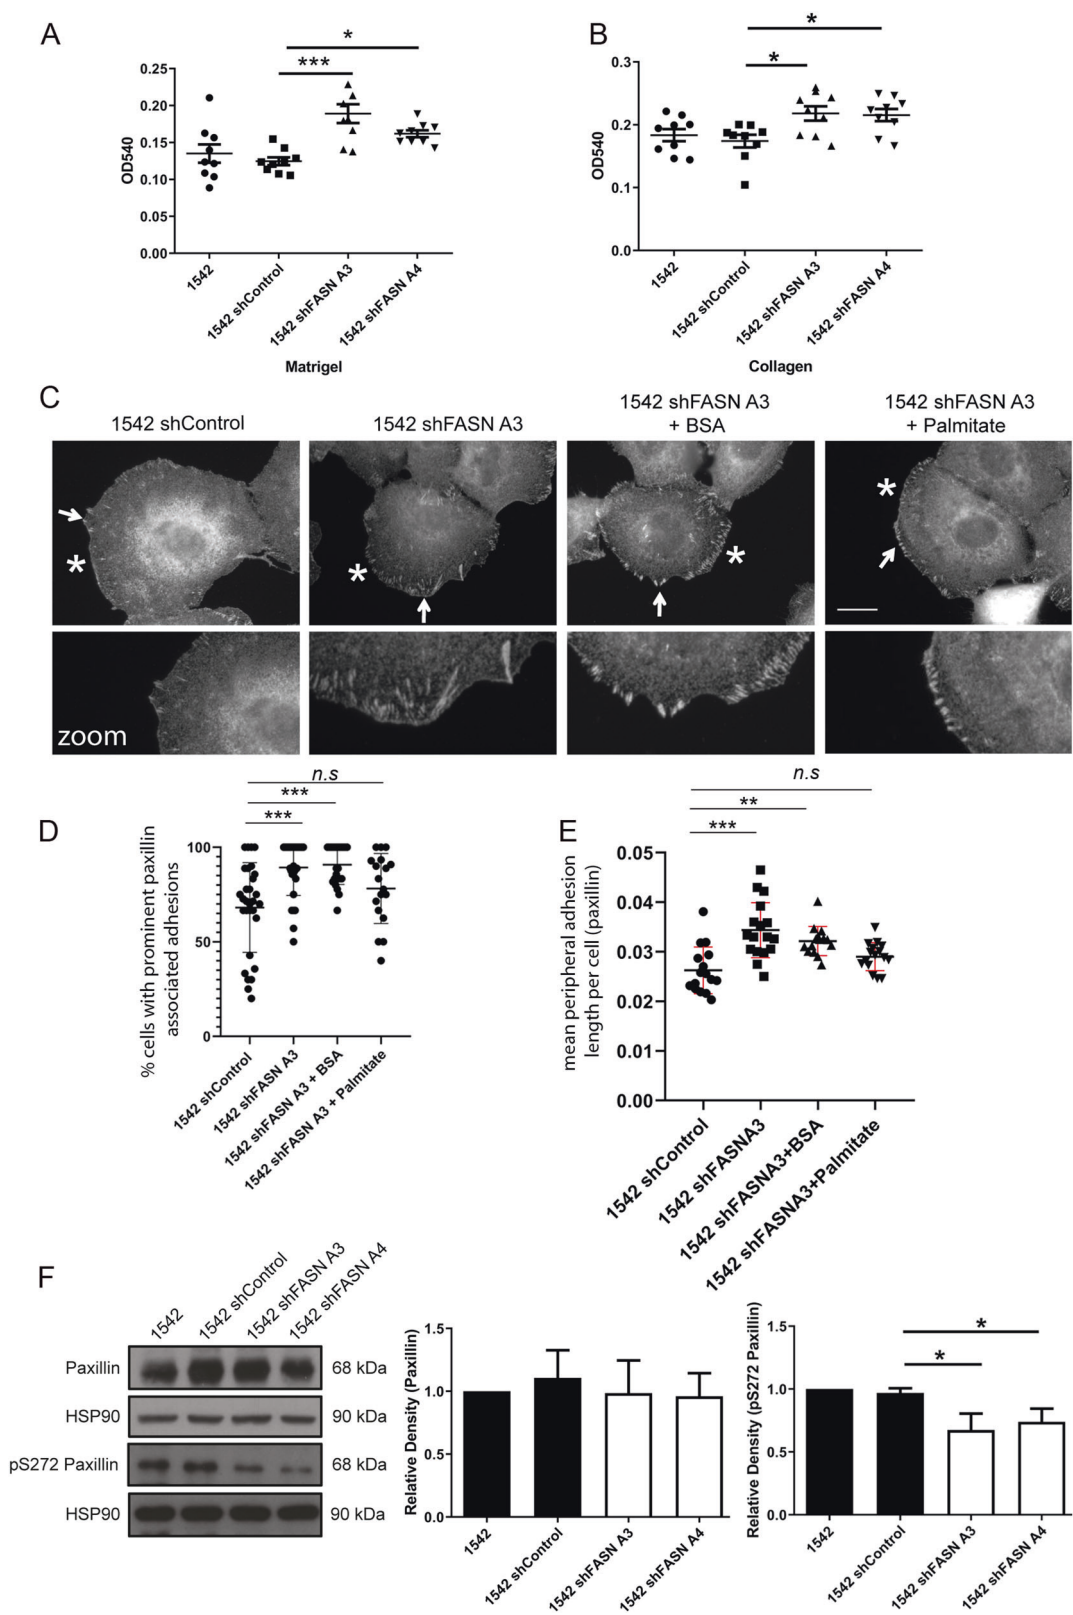 A
*
***
0.25
0.20
0.15
0.10
0.05
0.00
OD540
1542
1542 shControl
1542 shFASN A3
1542 shFASN A4
Matrigel
B
*
*
0.3
0.2
0.1
0.0
OD540
1542
1542 shControl
1542 shFASN A3
1542 shFASN A4
Collagen
C
1542 shControl
1542 shFASN A3
1542 shFASN A3
+ BSA
1542 shFASN A3
+ Palmitate
*
*
*
*
zoom
D
n.s
***
***
100
50
0
% cells with prominent paxillin
associated adhesions
1542 shControl
1542 shFASN A3
1542 shFASN A3 + BSA
1542 shFASN A3 + Palmitate
E
n.s
**
***
0.05
0.04
0.03
0.02
0.01
0.00
mean peripheral adhesion
length per cell (paxillin)
1542 shControl
1542 shFASNA3
1542 shFASNA3+BSA
1542 shFASNA3+Palmitate
F
1542
1542 shControl
1542 shFASN A3
1542 shFASN A4
Paxillin 68 kDa
HSP90 90 kDa
pS272 Paxillin 68 kDa
HSP90 90 kDa
Relative Density (Paxillin)
1.5
1.0
0.5
0.0
1542
1542 shControl
1542 shFASN A3
1542 shFASN A4
Relative Density (pS272 Paxillin)
1.5
1.0
0.5
0.0
*
*
1542
1542 shControl
1542 shFASN A3
1542 shFASN A4